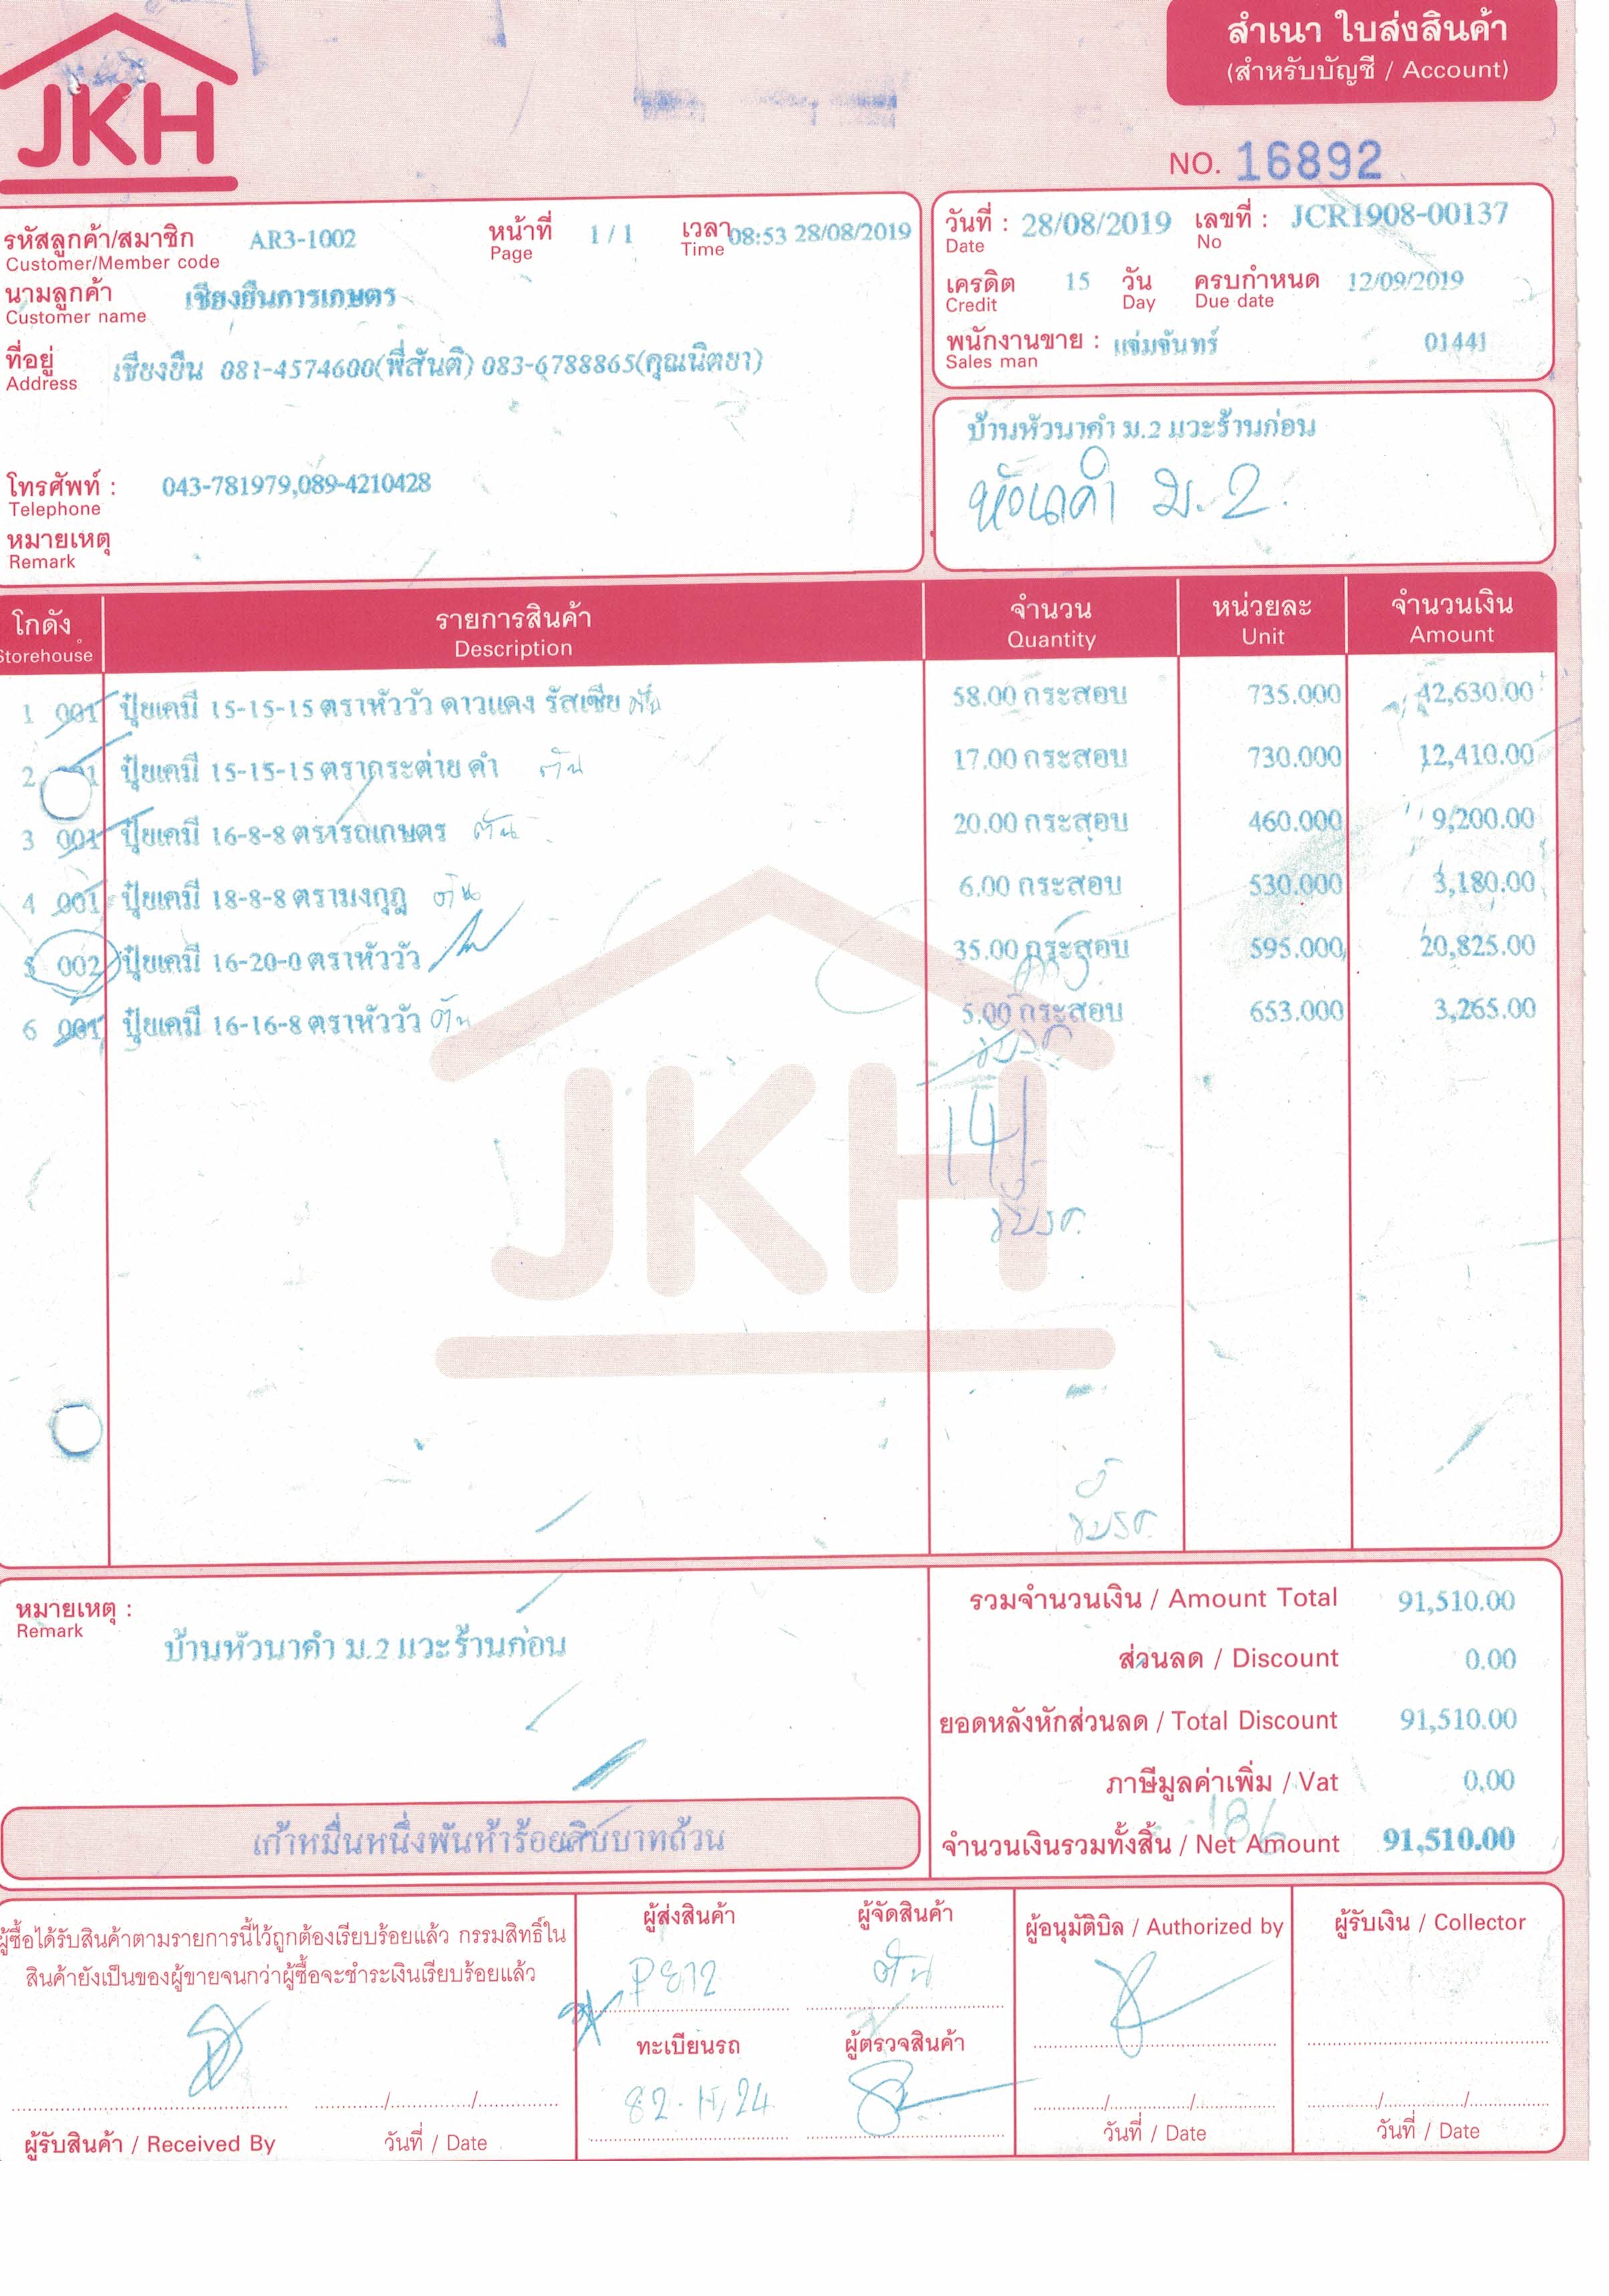 JKH
สำเนา ใบส่งสินค้า
(สำหรับบัญชี / Account)
NO. 16892
รหัสลูกค้า/สมาชิก AR3-1002 หน้าที่ 1 / 1 เวลา 08:53 28/08/2019
Customer/Member code Page Time
นามลูกค้า เชียงยืนการเกษตร
Customer name
ที่อยู่ เชียงยืน 081-4574600(พี่สันติ) 083-6788865(คุณนิตยา)
Address
โทรศัพท์ : 043-781979,089-4210428
Telephone
หมายเหตุ
Remark
วันที่ : 28/08/2019 เลขที่ : JCR1908-00137
Date No
เครดิต 15 วัน ครบกำหนด 12/09/2019
Credit Day Due date
พนักงานขาย : แจ่มจันทร์ 01441
Sales man
บ้านหัวนาคำ ม.2 แวะร้านก่อน
หัวนาคำ ม.2
โกดัง รายการสินค้า จำนวน หน่วยละ จำนวนเงิน
Storehouse Description Quantity Unit Amount
1 001 ปุ๋ยเคมี 15-15-15 ตราหัววัว ดาวแดง รัสเซีย 58.00 กระสอบ 735.000 42,630.00
2 ปุ๋ยเคมี 15-15-15 ตรากระต่าย คำ ต้น 17.00 กระสอบ 730.000 12,410.00
3 001 ปุ๋ยเคมี 16-8-8 ตรารถเกษตร ต้น 20.00 กระสอบ 460.000 9,200.00
4 001 ปุ๋ยเคมี 18-8-8 ตรามงกุฎ ต้น 6.00 กระสอบ 530.000 3,180.00
5 002 ปุ๋ยเคมี 16-20-0 ตราหัววัว 35.00 กระสอบ 595.000 20,825.00
6 001 ปุ๋ยเคมี 16-16-8 ตราหัววัว ต้น 5.00 กระสอบ 653.000 3,265.00
141
JKH
หมายเหตุ :
Remark
บ้านหัวนาคำ ม.2 แวะร้านก่อน
รวมจำนวนเงิน / Amount Total 91,510.00
ส่วนลด / Discount 0.00
ยอดหลังหักส่วนลด / Total Discount 91,510.00
ภาษีมูลค่าเพิ่ม / Vat 0.00
186
จำนวนเงินรวมทั้งสิ้น / Net Amount 91,510.00
เก้าหมื่นหนึ่งพันห้าร้อยสิบบาทถ้วน
ผู้ซื้อได้รับสินค้าตามรายการนี้ไว้ถูกต้องเรียบร้อยแล้ว กรรมสิทธิ์ใน
สินค้ายังเป็นของผู้ขายจนกว่าผู้ซื้อจะชำระเงินเรียบร้อยแล้ว
ผู้รับสินค้า / Received By วันที่ / Date
ผู้ส่งสินค้า ผู้จัดสินค้า
ต้น
ทะเบียนรถ ผู้ตรวจสินค้า
ผู้อนุมัติบิล / Authorized by
วันที่ / Date
ผู้รับเงิน / Collector
วันที่ / Date